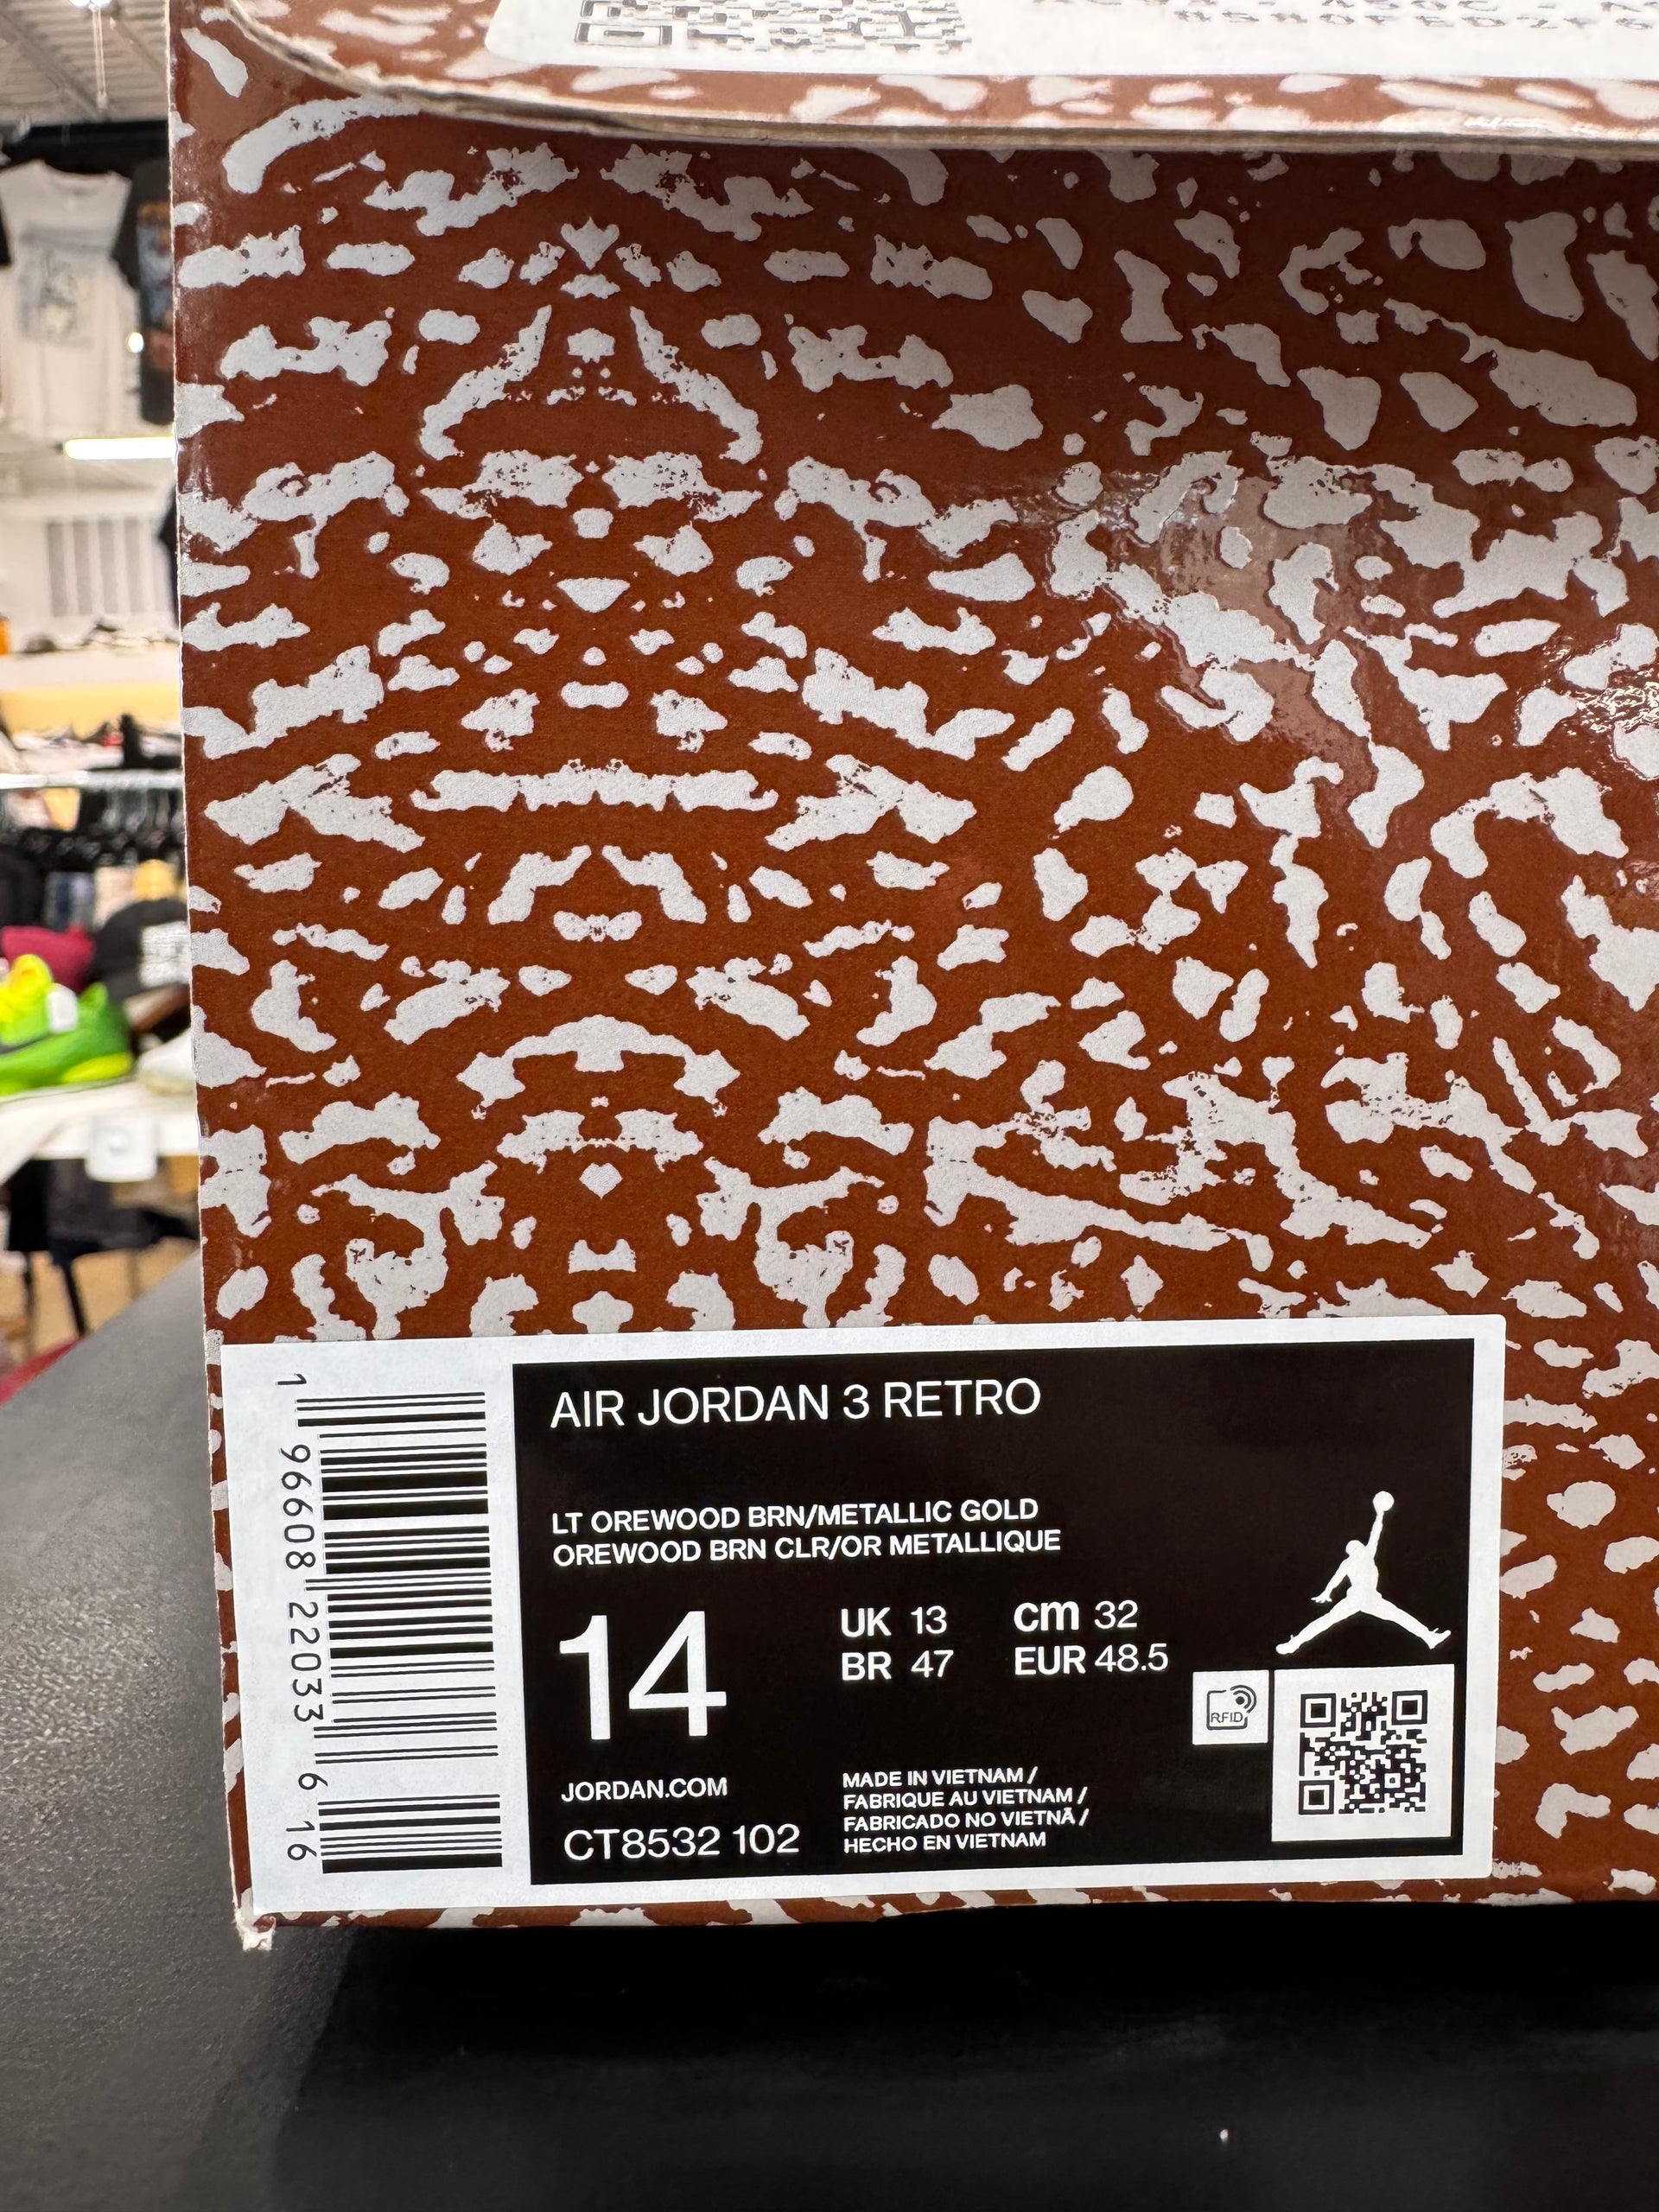 AIR JORDAN 3 RETRO
LT OREWOOD BRN/METALLIC GOLD
OREWOOD BRN CLR/OR METALLIQUE
14
UK 13
cm 32
BR 47
EUR 48.5
RFID
JORDAN.COM
CT8532 102
MADE IN VIETNAM /
FABRIQUE AU VIETNAM /
FABRICADO NO VIETNÃ /
HECHO EN VIETNAM
1 96608 22033 6 16